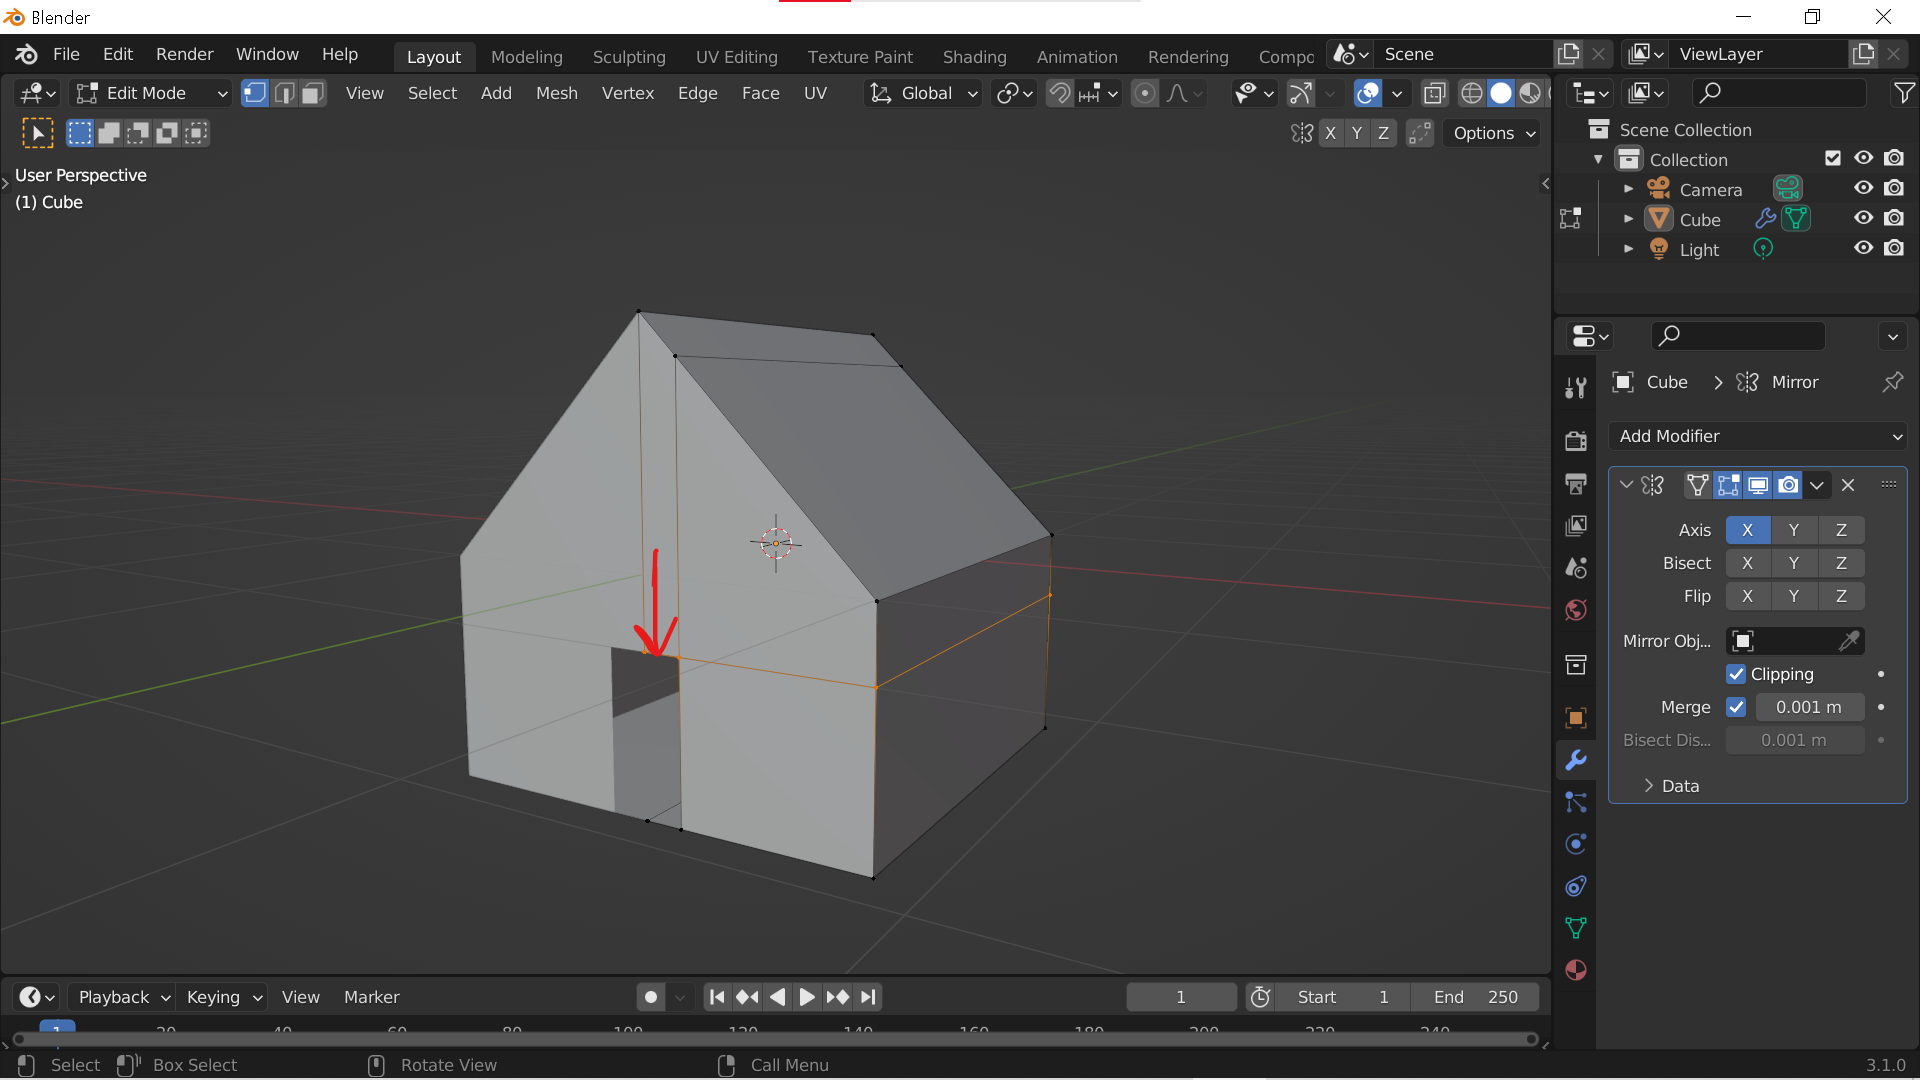 Blender
File Edit Render Window Help Layout Modeling Sculpting UV Editing Texture Paint Shading Animation Rendering Compo Scene ViewLayer
Edit Mode View Select Add Mesh Vertex Edge Face UV Global
X Y Z Options
User Perspective
(1) Cube
Scene Collection
Collection
Camera
Cube
Light
Cube > Mirror
Add Modifier
Axis X Y Z
Bisect X Y Z
Flip X Y Z
Mirror Obj...
Clipping
Merge 0.001 m
Bisect Dis... 0.001 m
Data
Playback Keying View Marker 1 Start 1 End 250
1 20 40 60 80 100 120 140 160 180 200 220 240
Select Box Select Rotate View Call Menu 3.1.0